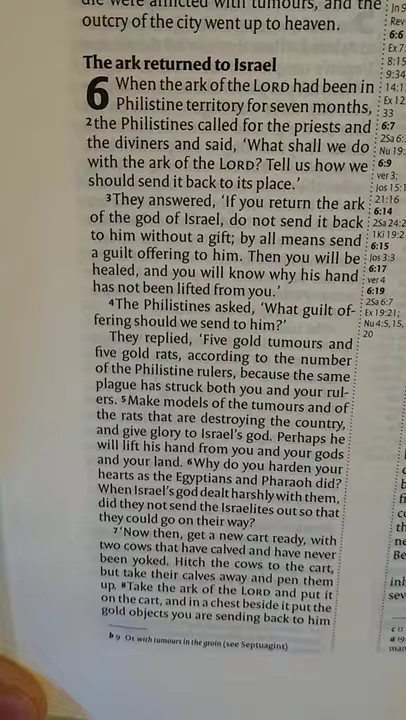 outcry of the city went up to heaven.
The ark returned to Israel
6 When the ark of the LORD had been in
Philistine territory for seven months,
2 the Philistines called for the priests and
the diviners and said, ‘What shall we do
with the ark of the LORD? Tell us how we
should send it back to its place.’
3 They answered, ‘If you return the ark
of the god of Israel, do not send it back
to him without a gift; by all means send
a guilt offering to him. Then you will be
healed, and you will know why his hand
has not been lifted from you.’
4 The Philistines asked, ‘What guilt of-
fering should we send to him?’
They replied, ‘Five gold tumours and
five gold rats, according to the number
of the Philistine rulers, because the same
plague has struck both you and your rul-
ers. 5 Make models of the tumours and of
the rats that are destroying the country,
and give glory to Israel’s god. Perhaps he
will lift his hand from you and your gods
and your land. 6 Why do you harden your
hearts as the Egyptians and Pharaoh did?
When Israel’s god dealt harshly with them,
did they not send the Israelites out so that
they could go on their way?
7 ‘Now then, get a new cart ready, with
two cows that have calved and have never
been yoked. Hitch the cows to the cart,
but take their calves away and pen them
up. 8 Take the ark of the LORD and put it
on the cart, and in a chest beside it put the
gold objects you are sending back to him
b 9 Or with tumours in the groin (see Septuagint)
Rev
6:6
Ex 7:
8:15
9:34
14:1
Ex 12
33
6:7
2Sa 6:
Nu 19:
6:9
ver 3;
Jos 15:1
21:16
6:14
2Sa 24:2
1Ki 19:2
6:15
Jos 3:3
6:17
ver 4
6:19
2Sa 6:7
Ex 19:21;
Nu 4:5, 15,
20